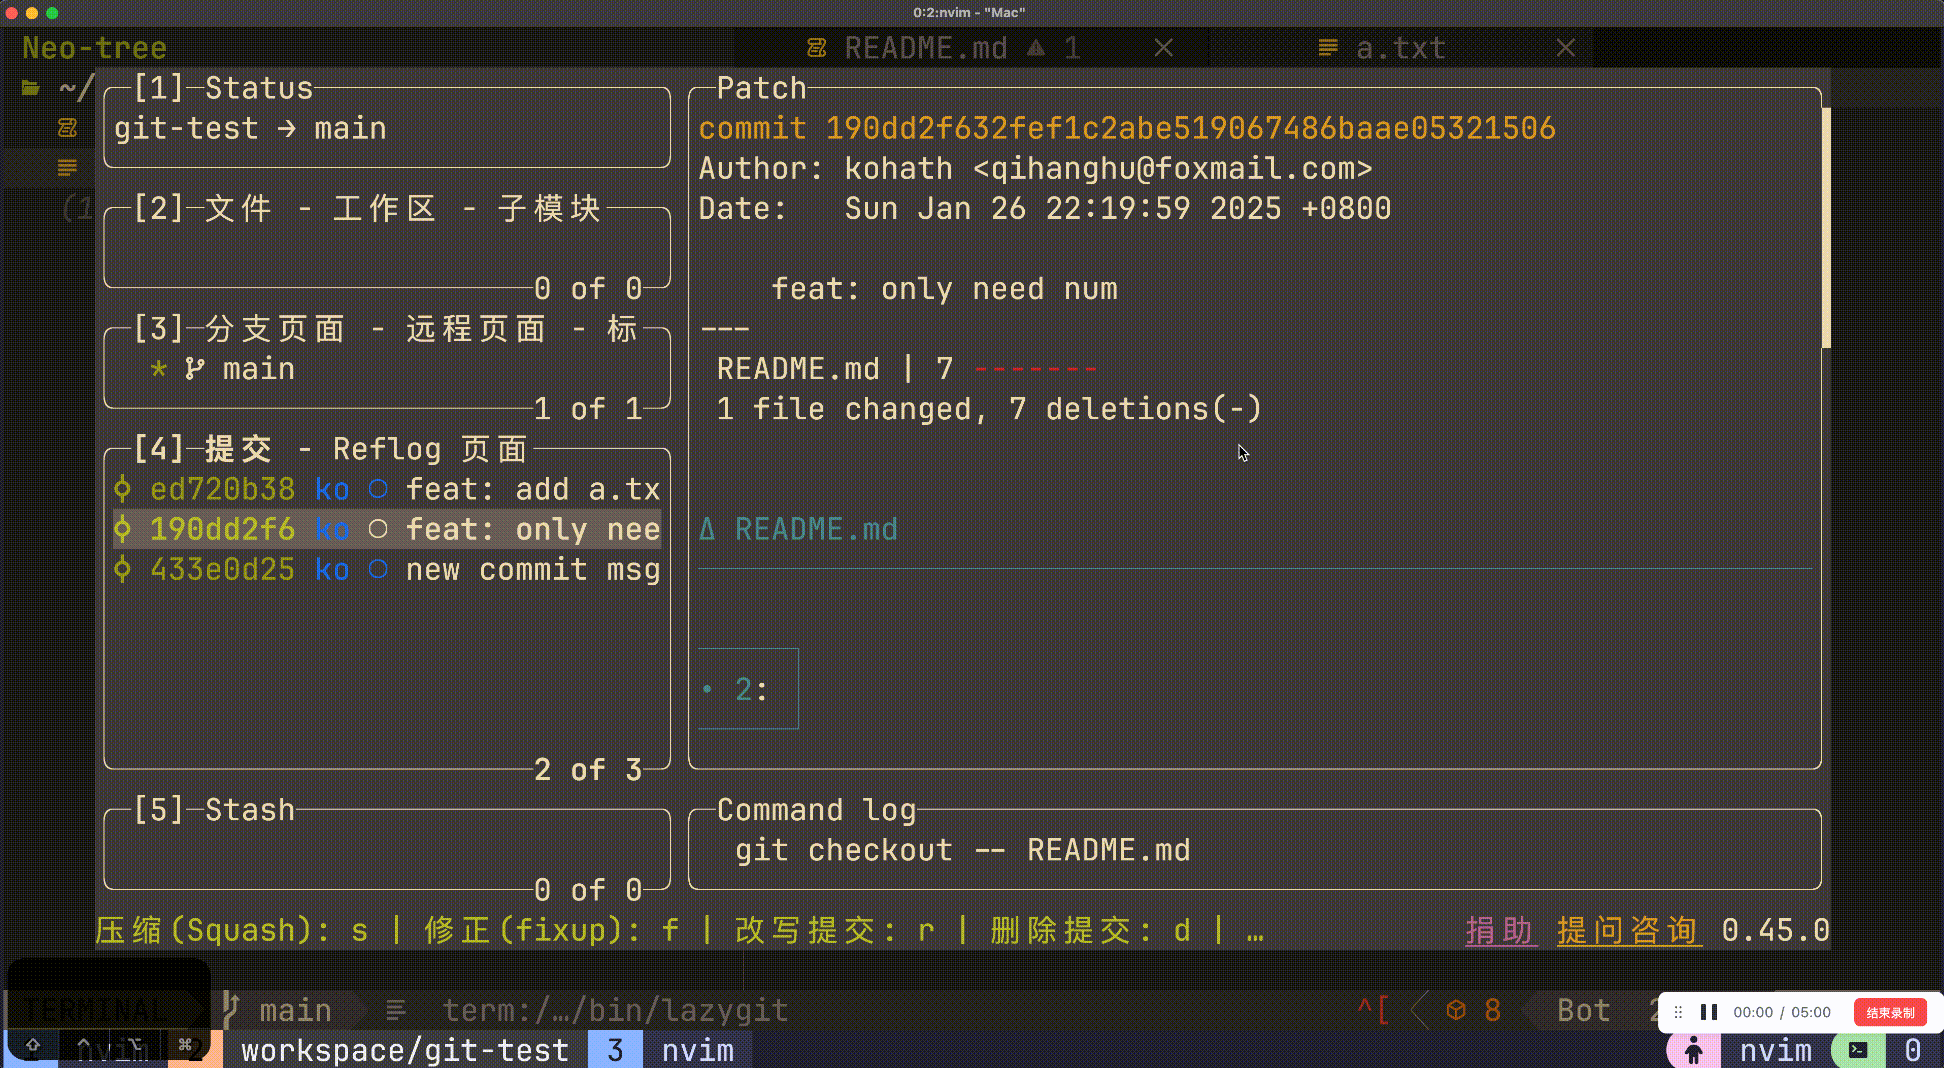 0:2:nvim - "Mac"
Neo-tree
README.md 1
a.txt
~/
[1] Status
git-test → main
[2] 文件 - 工作区 - 子模块
0 of 0
[3] 分支页面 - 远程页面 - 标
* main
1 of 1
[4] 提交 - Reflog 页面
ed720b38 ko feat: add a.tx
190dd2f6 ko feat: only nee
433e0d25 ko new commit msg
2 of 3
[5] Stash
0 of 0
Patch
commit 190dd2f632fef1c2abe519067486baae05321506
Author: kohath <qihanghu@foxmail.com>
Date:   Sun Jan 26 22:19:59 2025 +0800
feat: only need num
---
README.md | 7 -------
1 file changed, 7 deletions(-)
Δ README.md
• 2:
Command log
git checkout -- README.md
压缩(Squash): s | 修正(fixup): f | 改写提交: r | 删除提交: d | …
捐助 提问咨询 0.45.0
(1
TERMINAL main term:/…/bin/lazygit ^[ 8 Bot
00:00 / 05:00 结束录制
nvim 2 workspace/git-test 3 nvim
nvim 0